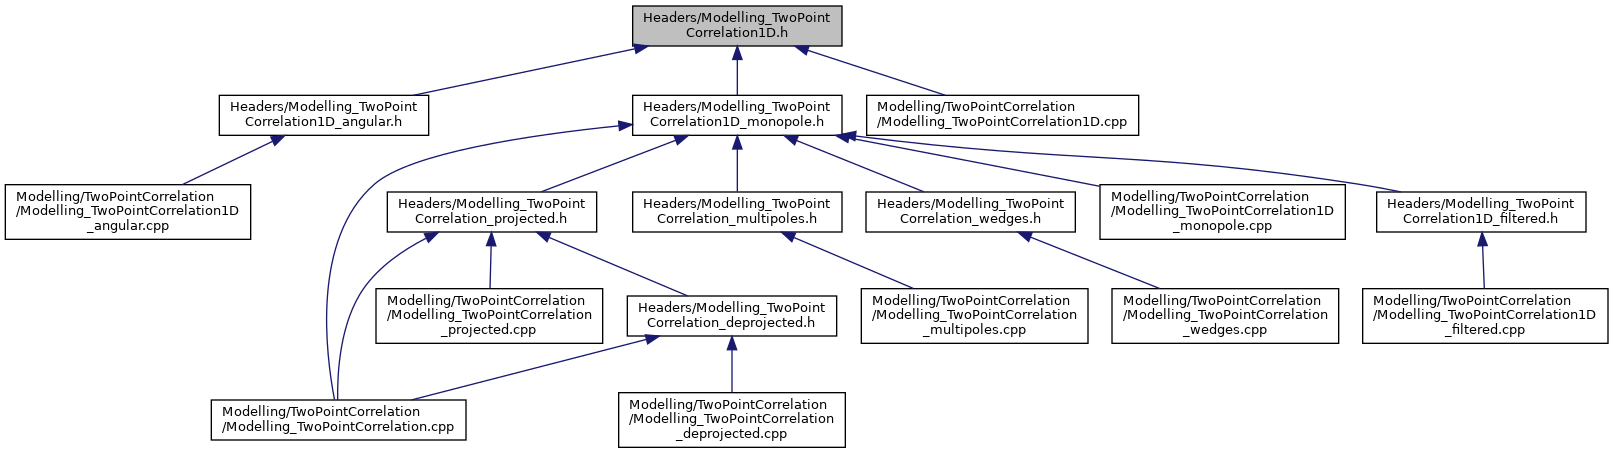 Headers/Modelling_TwoPoint
Correlation1D.h
Headers/Modelling_TwoPoint
Correlation1D_angular.h
Headers/Modelling_TwoPoint
Correlation1D_monopole.h
Modelling/TwoPointCorrelation
/Modelling_TwoPointCorrelation1D.cpp
Modelling/TwoPointCorrelation
/Modelling_TwoPointCorrelation1D
_angular.cpp
Headers/Modelling_TwoPoint
Correlation_projected.h
Headers/Modelling_TwoPoint
Correlation_multipoles.h
Headers/Modelling_TwoPoint
Correlation_wedges.h
Modelling/TwoPointCorrelation
/Modelling_TwoPointCorrelation1D
_monopole.cpp
Headers/Modelling_TwoPoint
Correlation1D_filtered.h
Modelling/TwoPointCorrelation
/Modelling_TwoPointCorrelation
_projected.cpp
Headers/Modelling_TwoPoint
Correlation_deprojected.h
Modelling/TwoPointCorrelation
/Modelling_TwoPointCorrelation
_multipoles.cpp
Modelling/TwoPointCorrelation
/Modelling_TwoPointCorrelation
_wedges.cpp
Modelling/TwoPointCorrelation
/Modelling_TwoPointCorrelation1D
_filtered.cpp
Modelling/TwoPointCorrelation
/Modelling_TwoPointCorrelation.cpp
Modelling/TwoPointCorrelation
/Modelling_TwoPointCorrelation
_deprojected.cpp